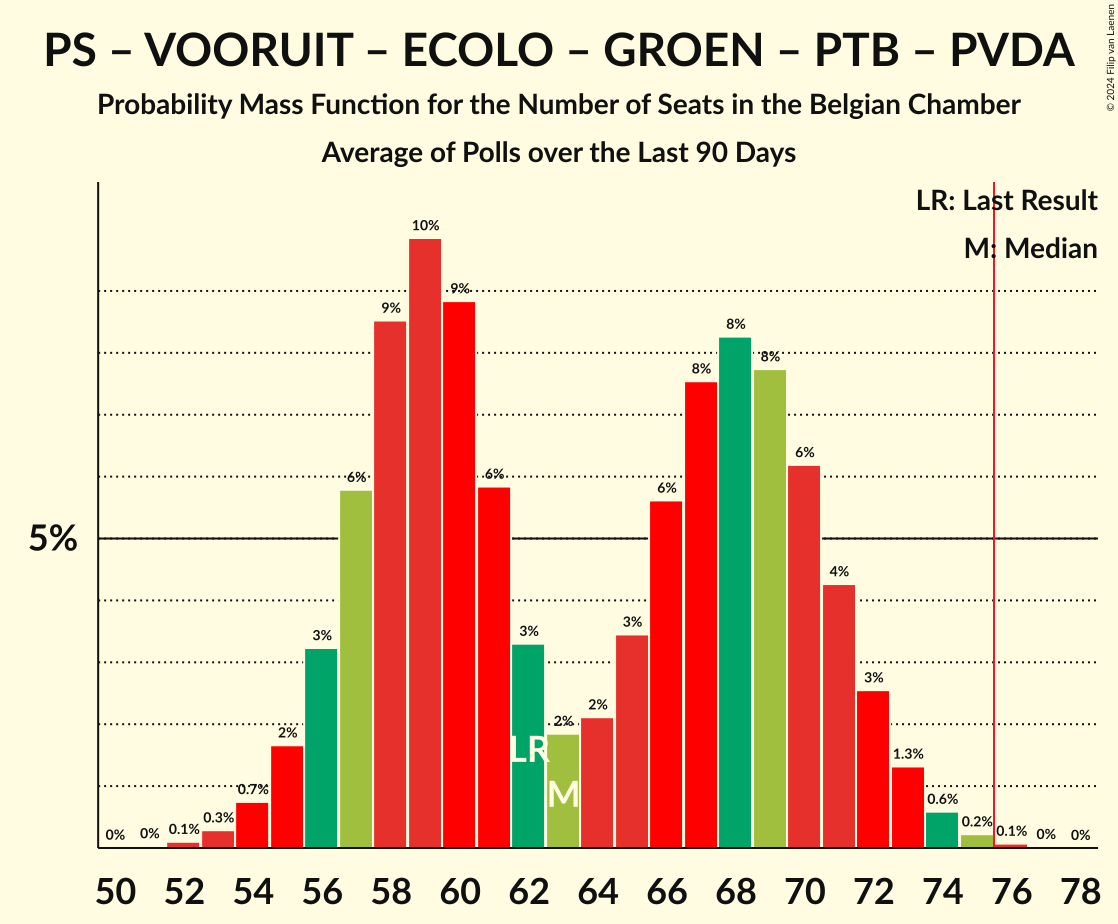 PS – VOORUIT – ECOLO – GROEN – PTB – PVDA
Probability Mass Function for the Number of Seats in the Belgian Chamber
Average of Polls over the Last 90 Days
© 2024 Filip van Laenen
LR: Last Result
M: Median
5%
0% 0% 0.1% 0.3% 0.7% 2% 3% 6% 9% 10% 9% 6% 3% 2% 2% 3% 6% 8% 8% 8% 6% 4% 3% 1.3% 0.6% 0.2% 0.1% 0% 0%
LR
M
50 52 54 56 58 60 62 64 66 68 70 72 74 76 78